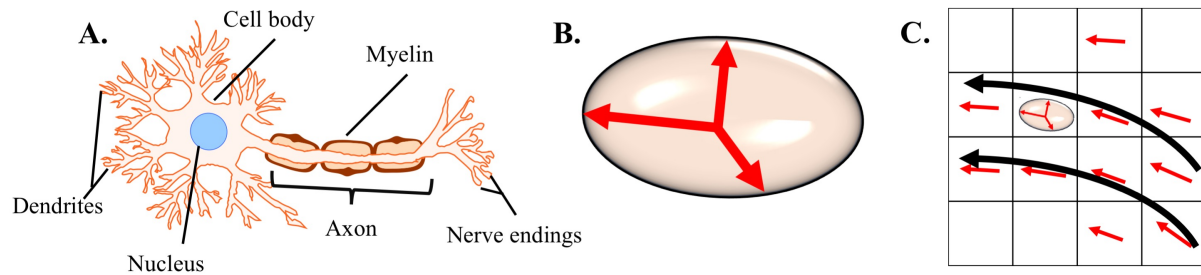 A.
Cell body
Myelin
Dendrites
Nucleus
Axon
Nerve endings
B.
C.